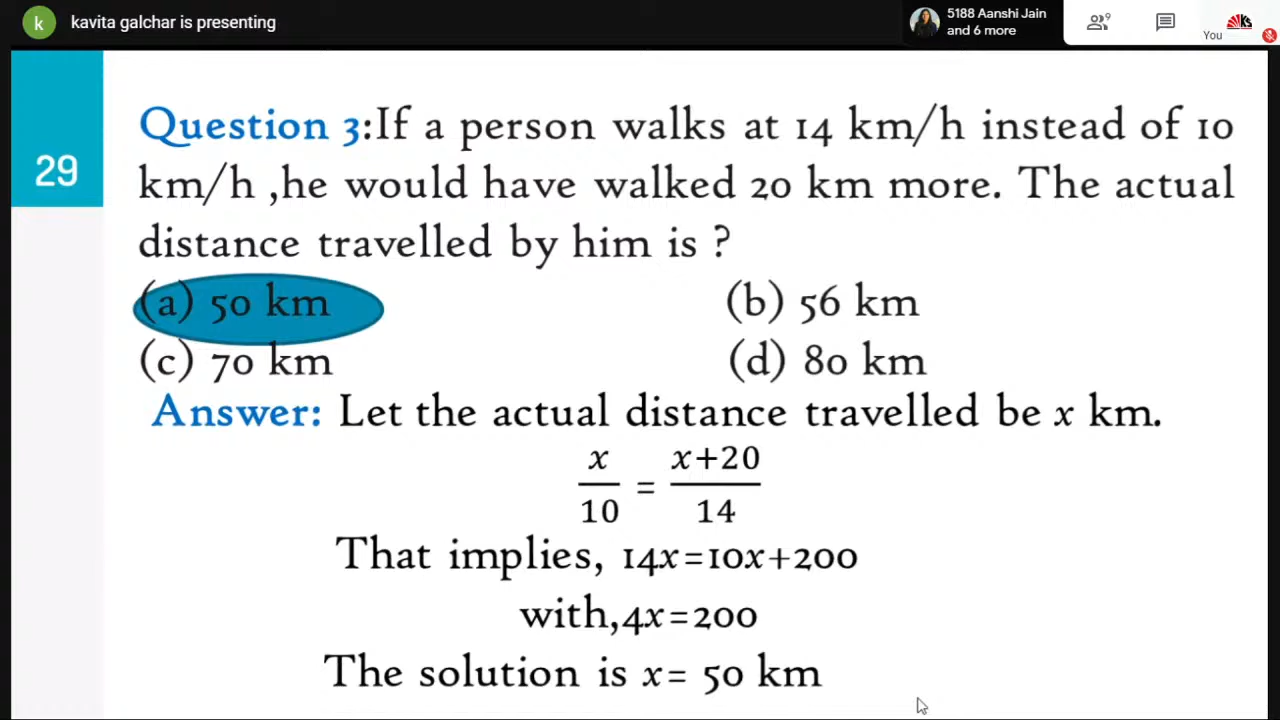 k kavita galchar is presenting
5188 Aanshi Jain
and 6 more
9
ks
You
29
Question 3:If a person walks at 14 km/h instead of 10
km/h ,he would have walked 20 km more. The actual
distance travelled by him is ?
(a) 50 km (b) 56 km
(c) 70 km (d) 80 km
Answer: Let the actual distance travelled be x km.
x/10 = x+20/14
That implies, 14x=10x+200
with,4x=200
The solution is x= 50 km